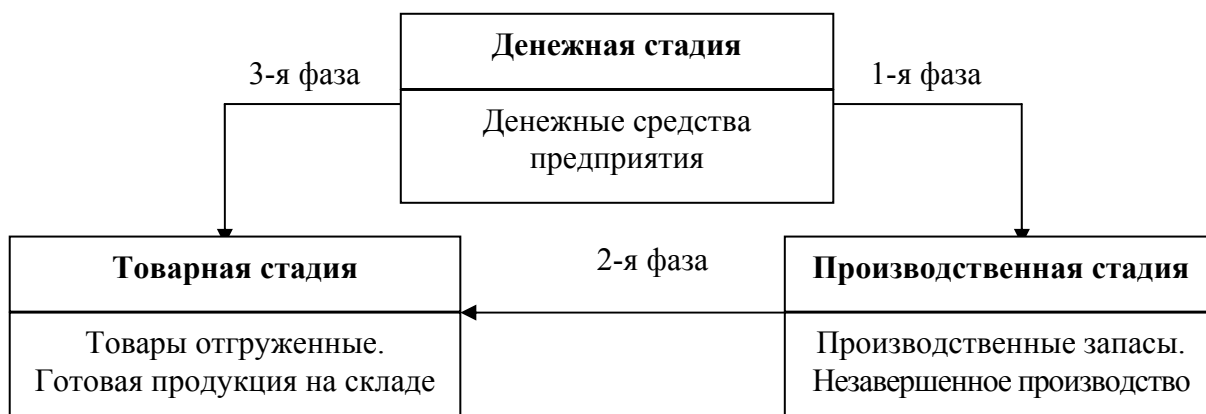 Денежная стадия
3-я фаза
1-я фаза
Денежные средства
предприятия
Товарная стадия
2-я фаза
Производственная стадия
Товары отгруженные.
Готовая продукция на складе
Производственные запасы.
Незавершенное производство